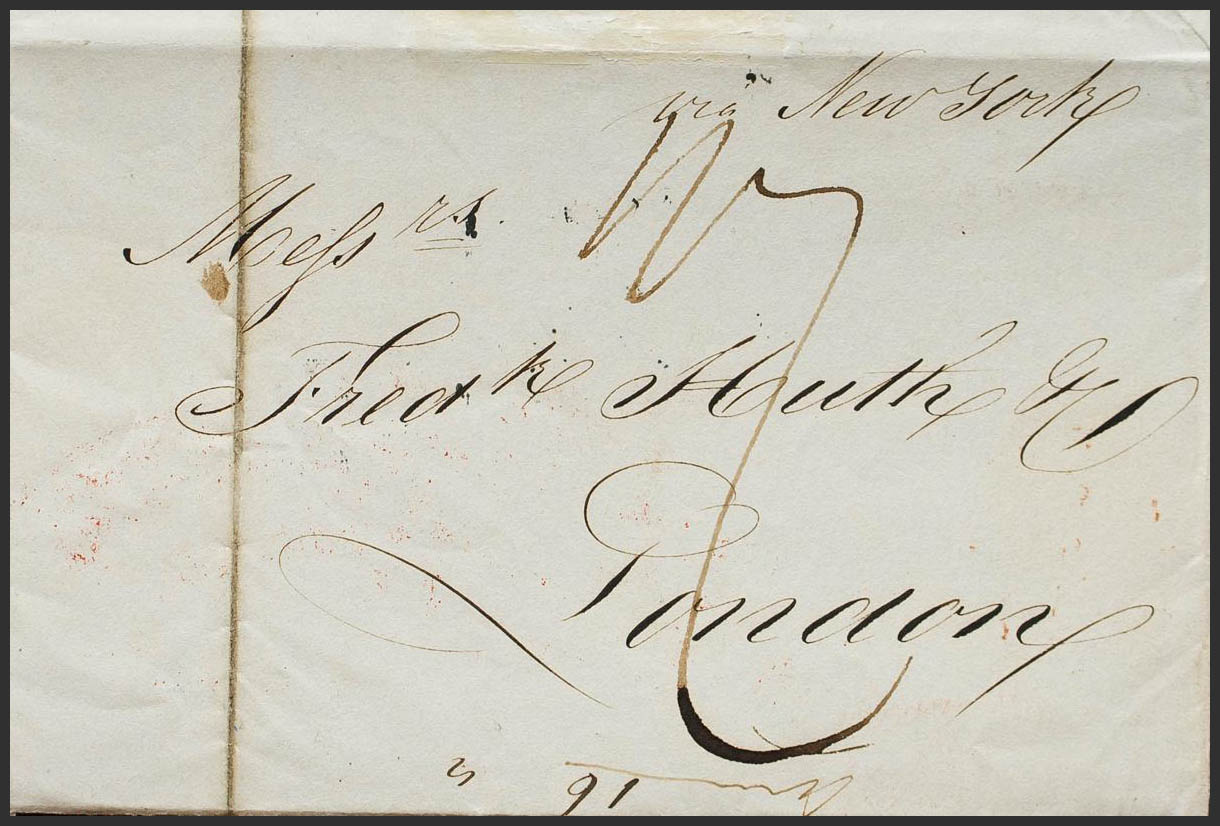 via New York
Messrs.
Fredk Huth & Co
London